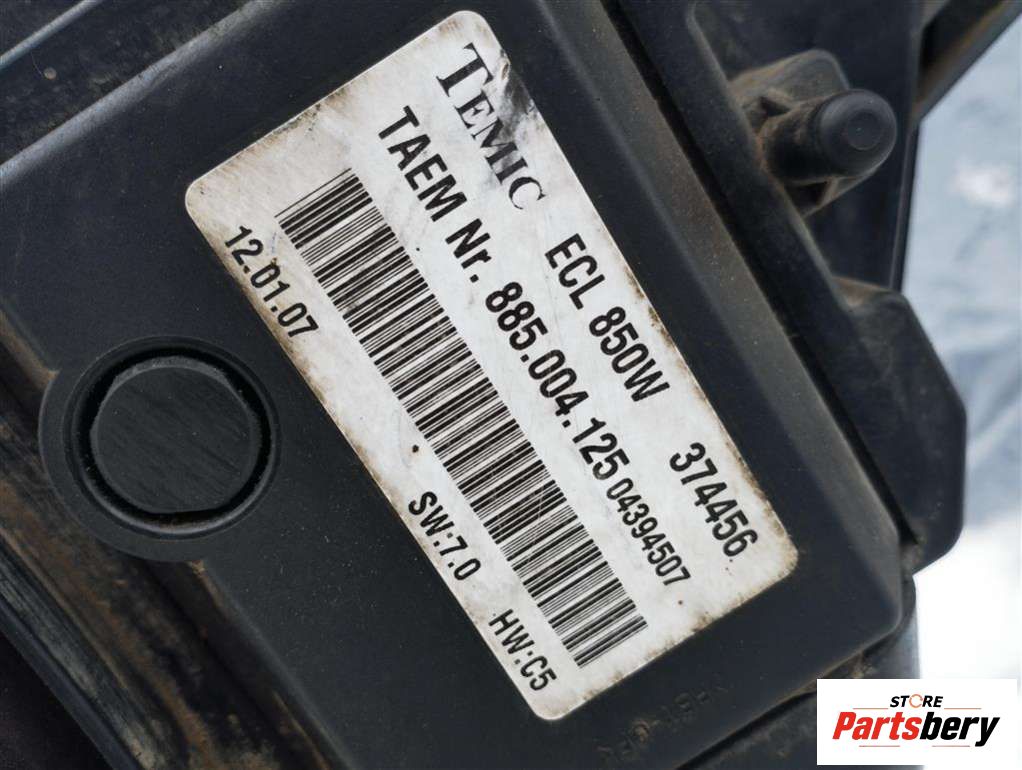 TEMIC ECL 850W 374456
TAEM Nr. 885.004.125 04394507
12.01.07 SW:7.0 HW:C5
STORE
Partsbery